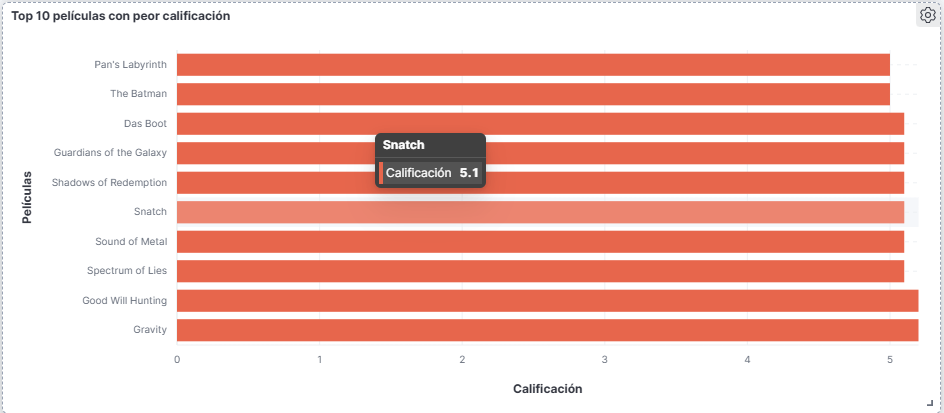 Top 10 películas con peor calificación
Películas
Pan's Labyrinth
The Batman
Das Boot
Guardians of the Galaxy
Shadows of Redemption
Snatch
Sound of Metal
Spectrum of Lies
Good Will Hunting
Gravity
Snatch
Calificación 5.1
0 1 2 3 4 5
Calificación